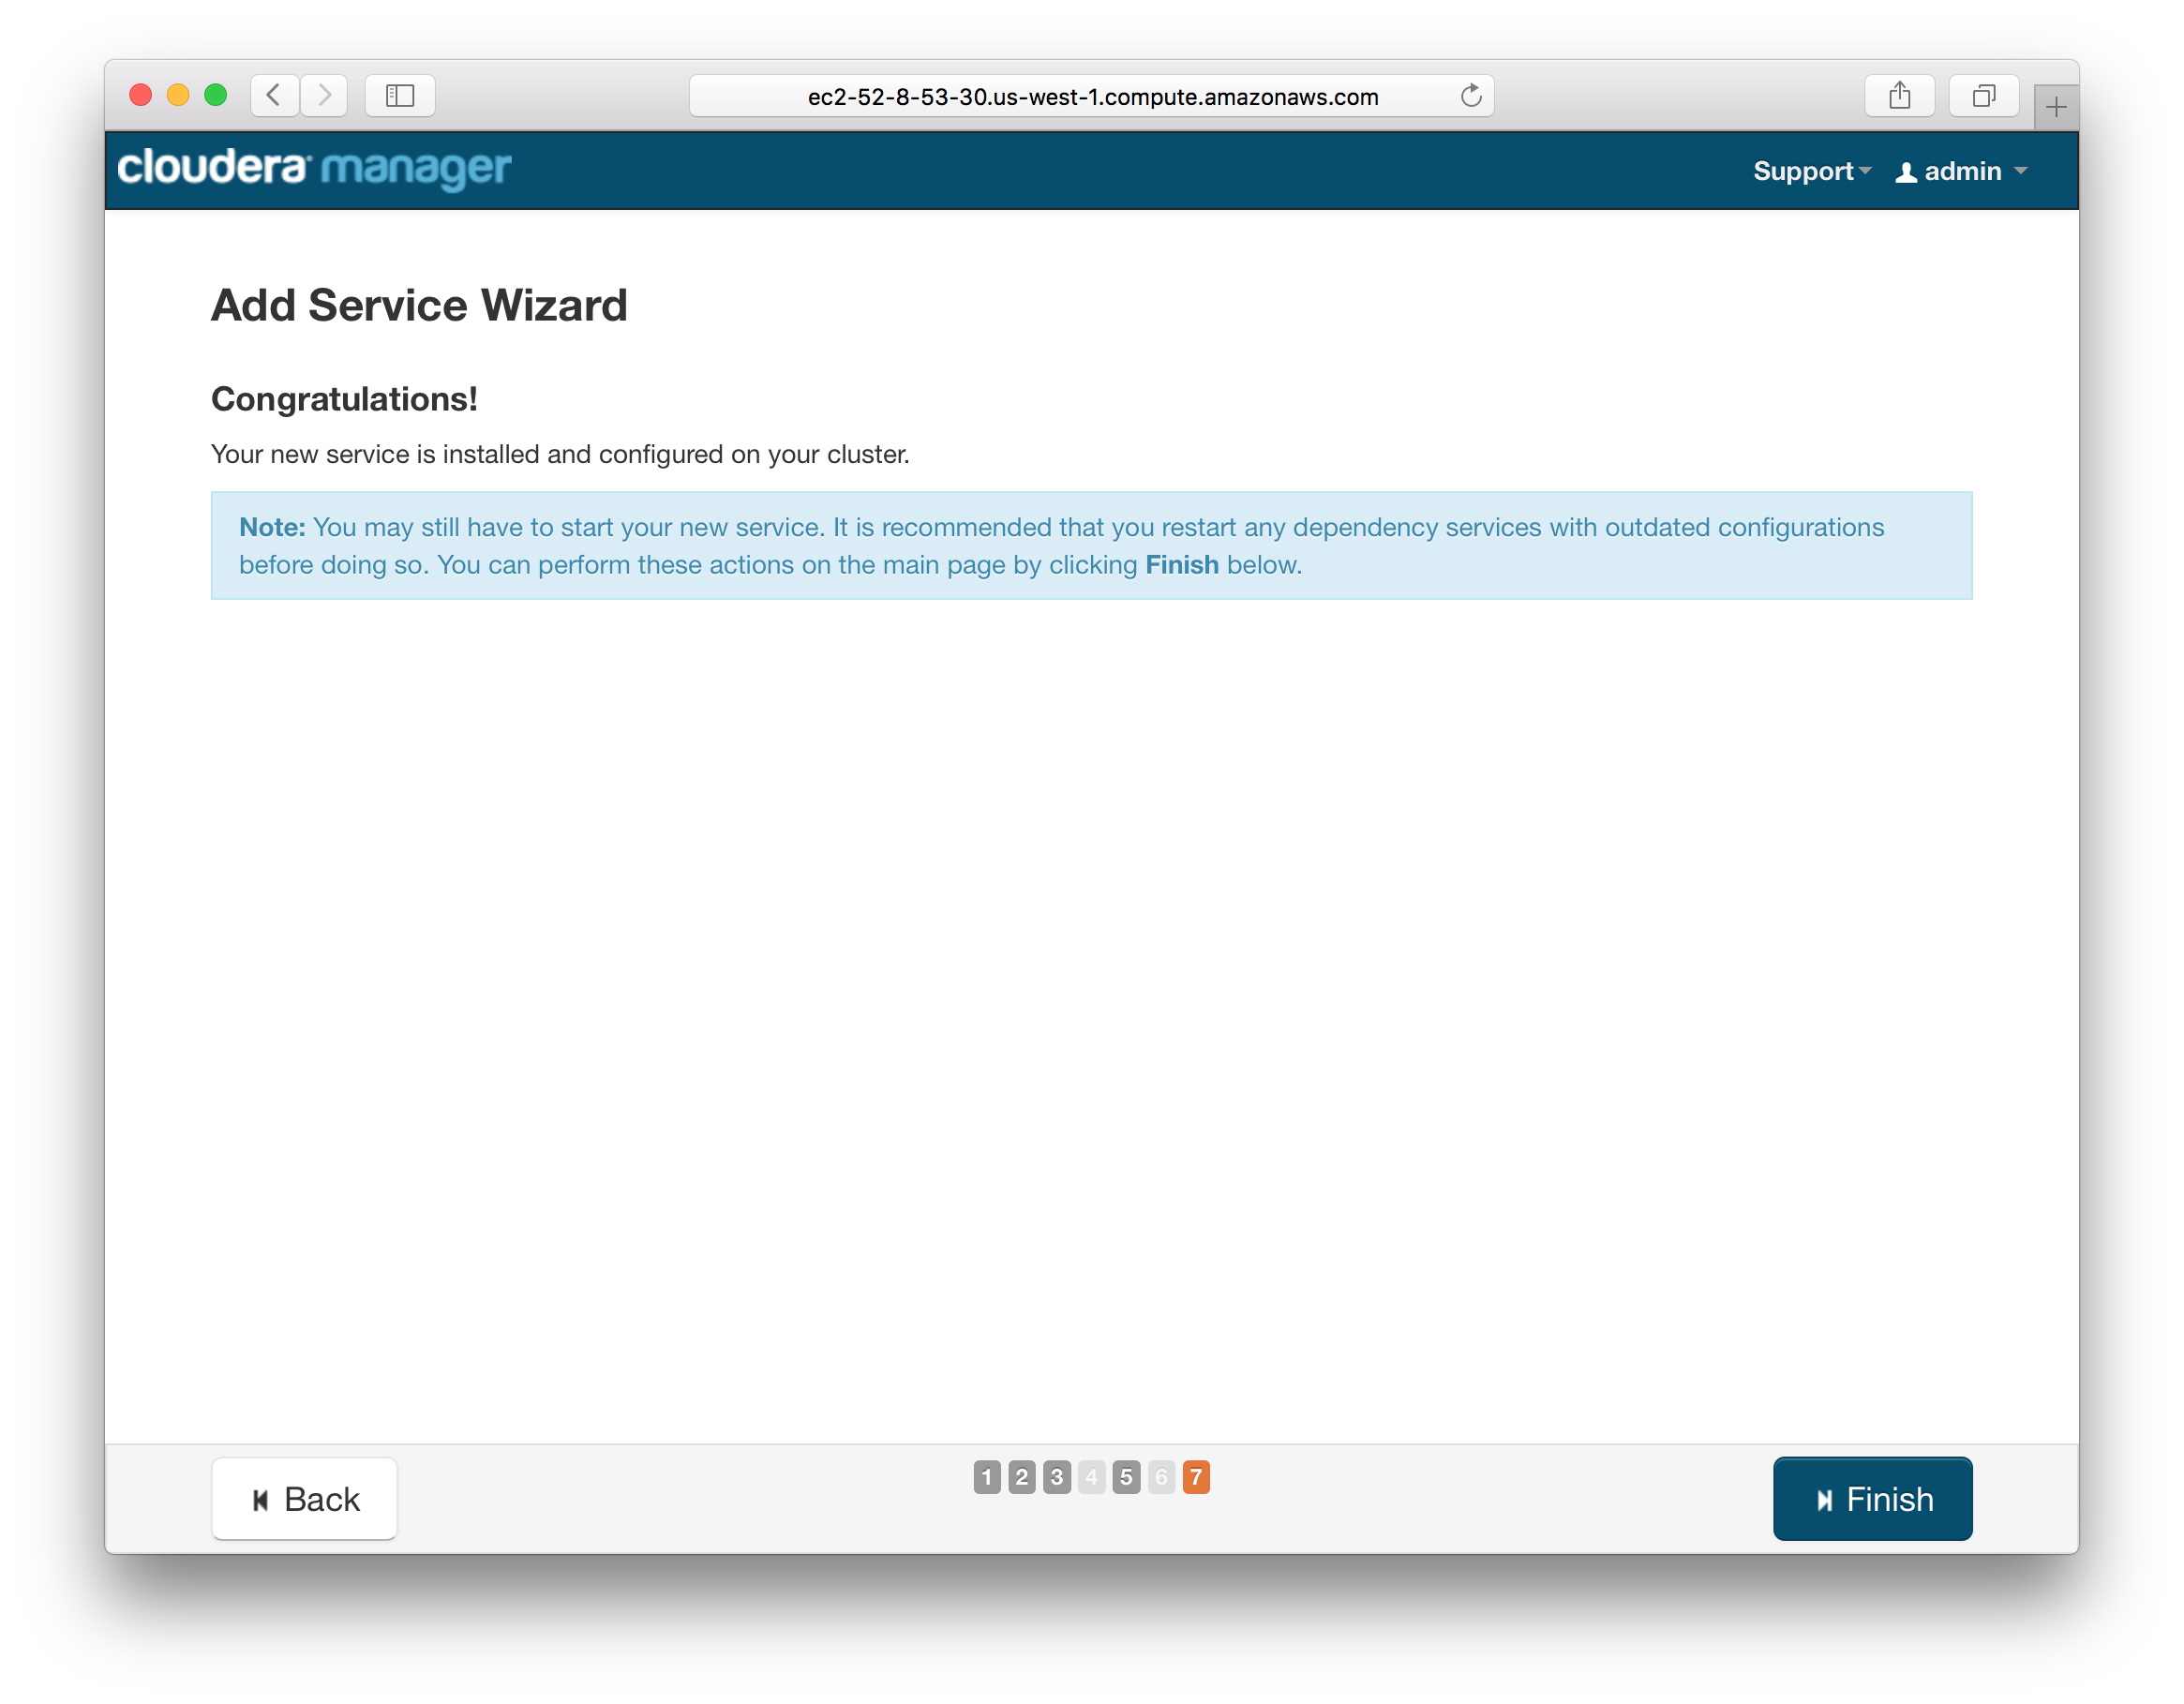 ec2-52-8-53-30.us-west-1.compute.amazonaws.com
cloudera manager
Support admin
Add Service Wizard
Congratulations!
Your new service is installed and configured on your cluster.
Note: You may still have to start your new service. It is recommended that you restart any dependency services with outdated configurations
before doing so. You can perform these actions on the main page by clicking Finish below.
Back
1 2 3 4 5 6 7
Finish